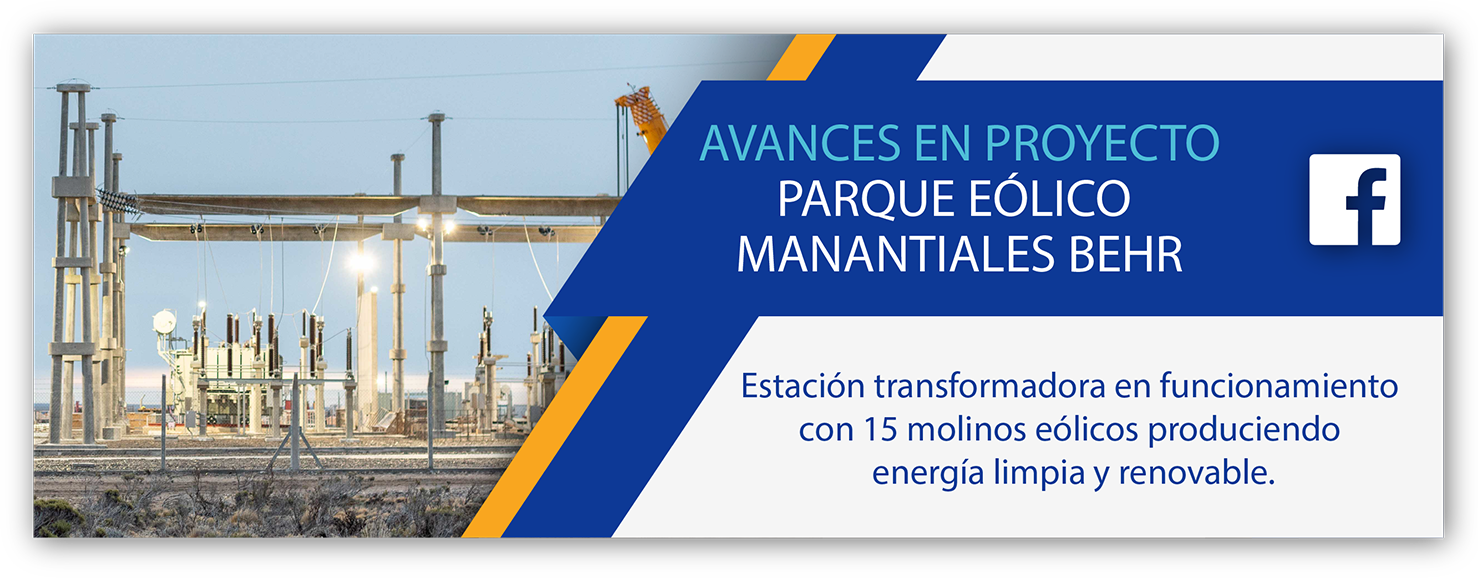 AVANCES EN PROYECTO
PARQUE EÓLICO
MANANTIALES BEHR
Estación transformadora en funcionamiento
con 15 molinos eólicos produciendo
energía limpia y renovable.